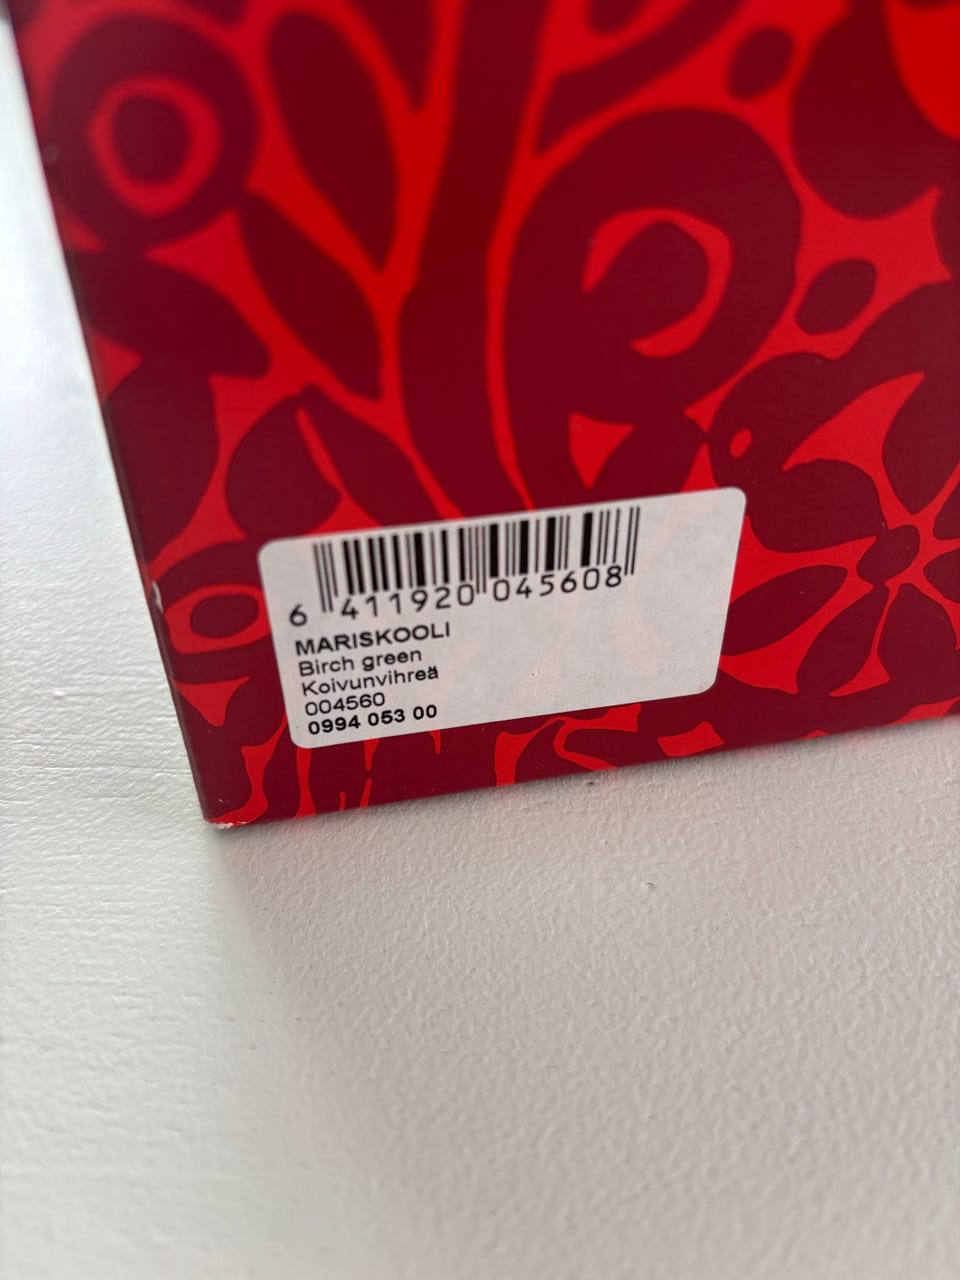 6 411920 045608
MARISKOOLI
Birch green
Koivunvihreä
004560
0994 053 00